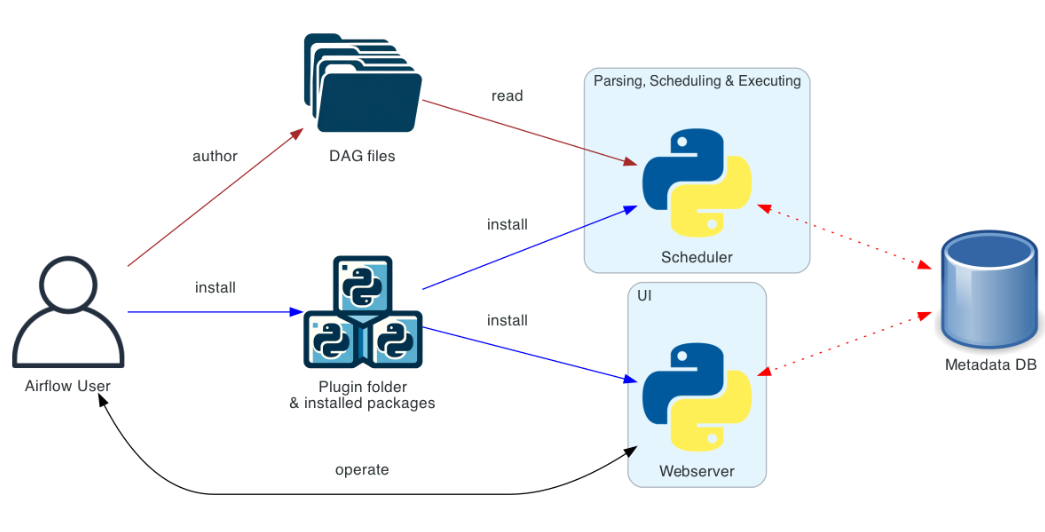 Parsing, Scheduling & Executing
read
author
DAG files
install
Scheduler
install
UI
install
Airflow User
Plugin folder
& installed packages
Metadata DB
Webserver
operate